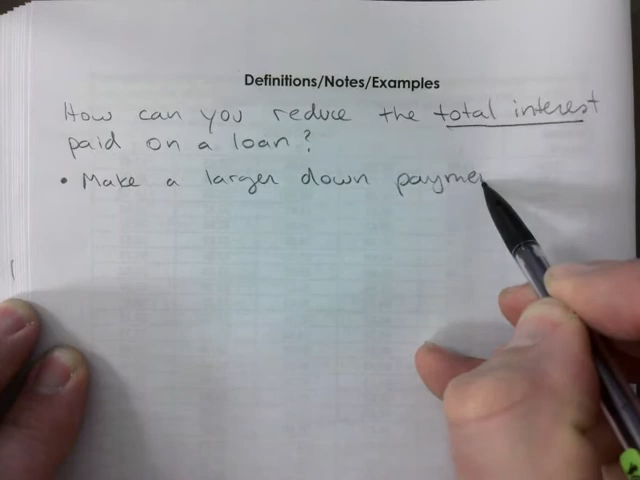 Definitions/Notes/Examples
How can you reduce the total interest
paid on a loan?
• Make a larger down payme